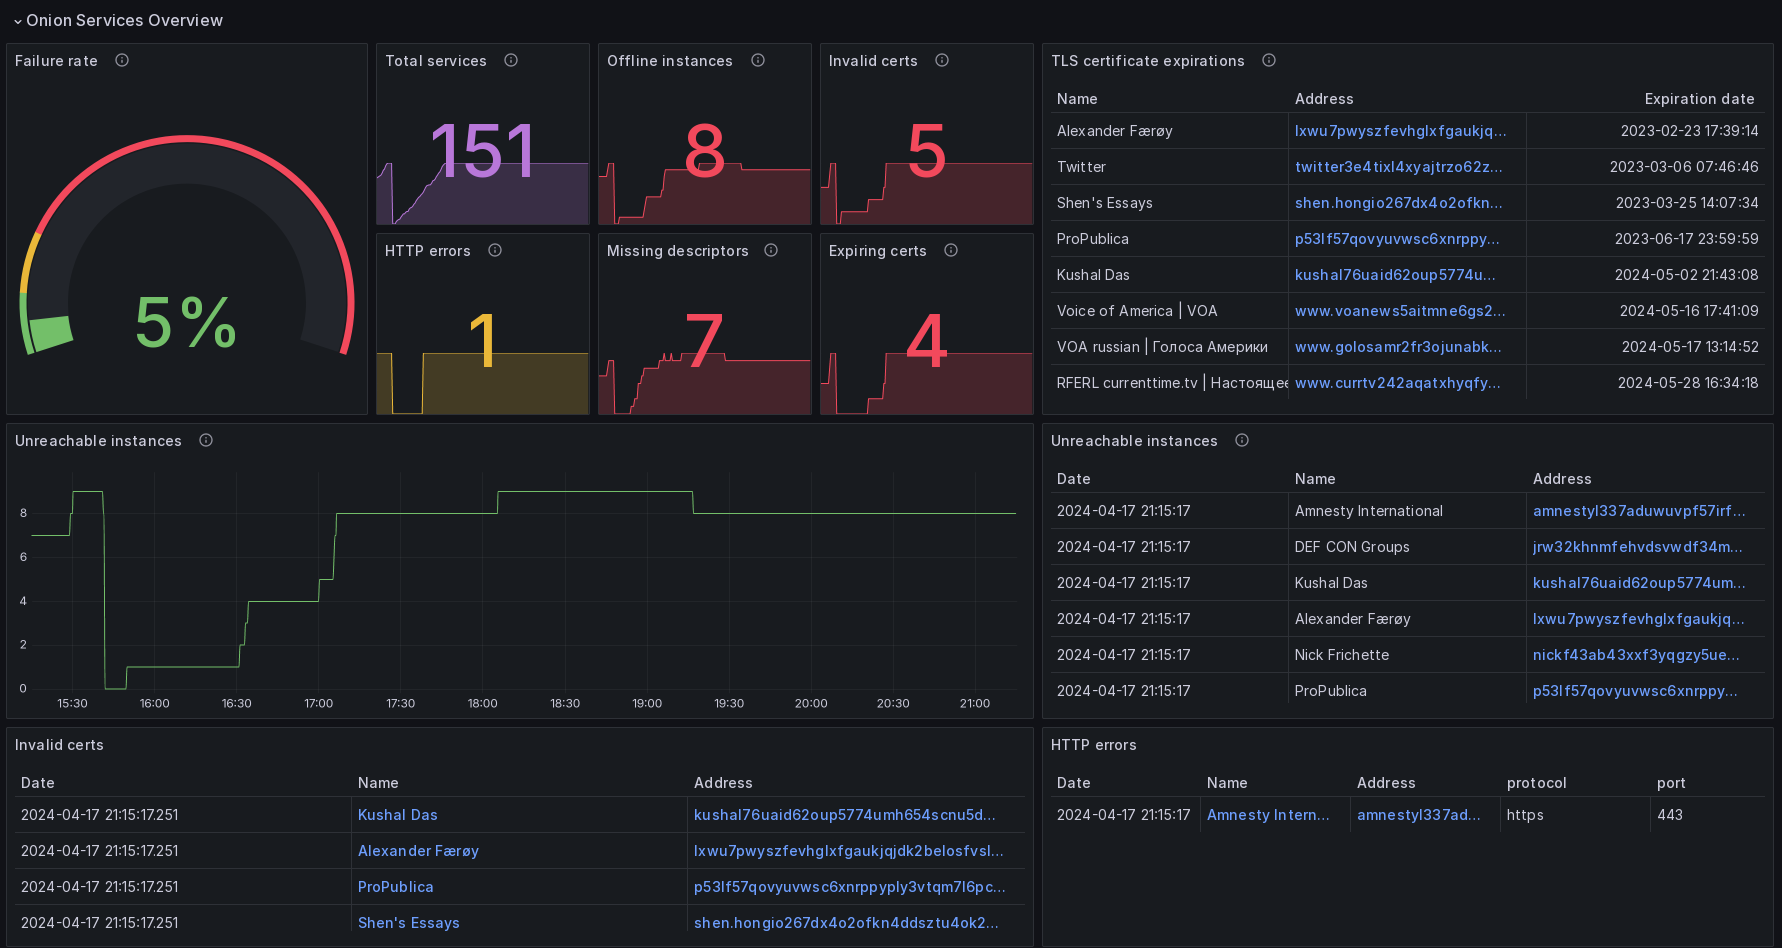 Onion Services Overview
Failure rate
5%
Total services
151
Offline instances
8
Invalid certs
5
HTTP errors
1
Missing descriptors
7
Expiring certs
4
TLS certificate expirations
Name Address Expiration date
Alexander Færøy lxwu7pwyszfevhglxfgaukjq... 2023-02-23 17:39:14
Twitter twitter3e4tixl4xyajtrzo62z... 2023-03-06 07:46:46
Shen's Essays shen.hongio267dx4o2ofkn... 2023-03-25 14:07:34
ProPublica p53lf57qovyuvwsc6xnrppy... 2023-06-17 23:59:59
Kushal Das kushal76uaid62oup5774u... 2024-05-02 21:43:08
Voice of America | VOA www.voanews5aitmne6gs2... 2024-05-16 17:41:09
VOA russian | Голоса Америки www.golosamr2fr3ojunabk... 2024-05-17 13:14:52
RFERL currenttime.tv | Настоящее www.currtv242aqatxhyqfy... 2024-05-28 16:34:18
Unreachable instances
8
6
4
2
0
15:30 16:00 16:30 17:00 17:30 18:00 18:30 19:00 19:30 20:00 20:30 21:00
Unreachable instances
Date Name Address
2024-04-17 21:15:17 Amnesty International amnestyl337aduwuvpf57irf...
2024-04-17 21:15:17 DEF CON Groups jrw32khnmfehvdsvwdf34m...
2024-04-17 21:15:17 Kushal Das kushal76uaid62oup5774um...
2024-04-17 21:15:17 Alexander Færøy lxwu7pwyszfevhglxfgaukjq...
2024-04-17 21:15:17 Nick Frichette nickf43ab43xxf3yqgzy5ue...
2024-04-17 21:15:17 ProPublica p53lf57qovyuvwsc6xnrppy...
Invalid certs
Date Name Address
2024-04-17 21:15:17.251 Kushal Das kushal76uaid62oup5774umh654scnu5d...
2024-04-17 21:15:17.251 Alexander Færøy lxwu7pwyszfevhglxfgaukjqjdk2belosfvsl...
2024-04-17 21:15:17.251 ProPublica p53lf57qovyuvwsc6xnrppyply3vtqm7l6pc...
2024-04-17 21:15:17.251 Shen's Essays shen.hongio267dx4o2ofkn4ddsztu4ok2...
HTTP errors
Date Name Address protocol port
2024-04-17 21:15:17 Amnesty Intern... amnestyl337ad... https 443